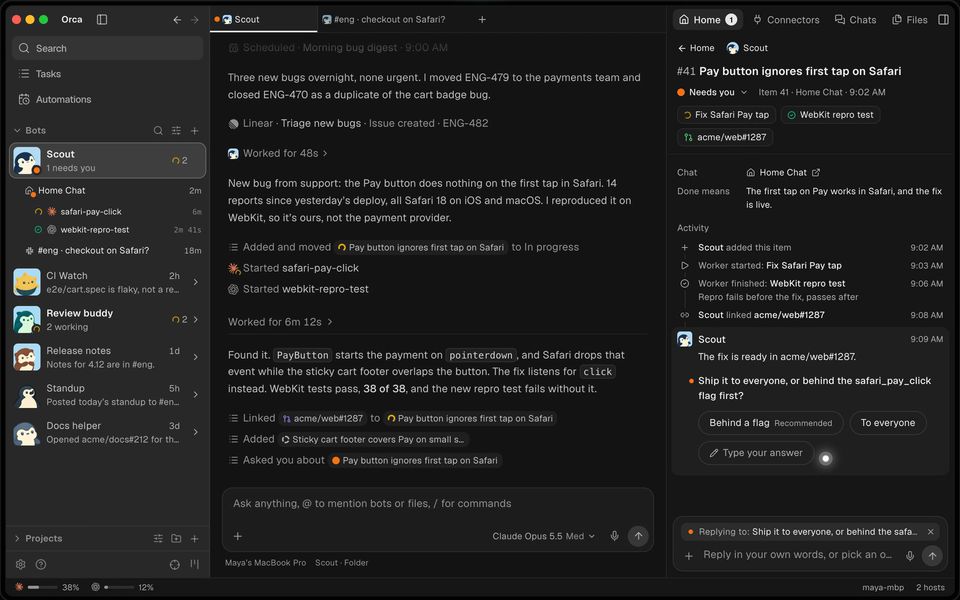 Orca
Search
Tasks
Automations
Bots
Scout
1 needs you
2
Home Chat
2m
safari-pay-click
6m
webkit-repro-test
2m 41s
#eng · checkout on Safari?
18m
CI Watch
2h
e2e/cart.spec is flaky, not a re…
Review buddy
2 working
2
Release notes
1d
Notes for 4.12 are in #eng.
Standup
5h
Posted today's standup to #en…
Docs helper
3d
Opened acme/docs#212 for th…
Projects
38%
12%
Scout
#eng · checkout on Safari?
Scheduled · Morning bug digest · 9:00 AM
Three new bugs overnight, none urgent. I moved ENG-479 to the payments team and
closed ENG-470 as a duplicate of the cart badge bug.
Linear · Triage new bugs · Issue created · ENG-482
Worked for 48s
New bug from support: the Pay button does nothing on the first tap in Safari. 14
reports since yesterday's deploy, all Safari 18 on iOS and macOS. I reproduced it on
WebKit, so it's ours, not the payment provider.
Added and moved Pay button ignores first tap on Safari to In progress
Started safari-pay-click
Started webkit-repro-test
Worked for 6m 12s
Found it. PayButton starts the payment on pointerdown, and Safari drops that
event while the sticky cart footer overlaps the button. The fix listens for click
instead. WebKit tests pass, 38 of 38, and the new repro test fails without it.
Linked acme/web#1287 to Pay button ignores first tap on Safari
Added Sticky cart footer covers Pay on small s…
Asked you about Pay button ignores first tap on Safari
Ask anything, @ to mention bots or files, / for commands
Claude Opus 5.5 Med
Maya's MacBook Pro Scout · Folder
Home 1
Connectors
Chats
Files
Home
Scout
#41 Pay button ignores first tap on Safari
Needs you
Item 41 · Home Chat · 9:02 AM
Fix Safari Pay tap
WebKit repro test
acme/web#1287
Chat
Home Chat
Done means
The first tap on Pay works in Safari, and the fix
is live.
Activity
Scout added this item
9:02 AM
Worker started: Fix Safari Pay tap
9:03 AM
Worker finished: WebKit repro test
9:06 AM
Repro fails before the fix, passes after
Scout linked acme/web#1287
9:08 AM
Scout
9:09 AM
The fix is ready in acme/web#1287.
Ship it to everyone, or behind the safari_pay_click
flag first?
Behind a flag Recommended
To everyone
Type your answer
Replying to: Ship it to everyone, or behind the safa…
Reply in your own words, or pick an o…
maya-mbp
2 hosts